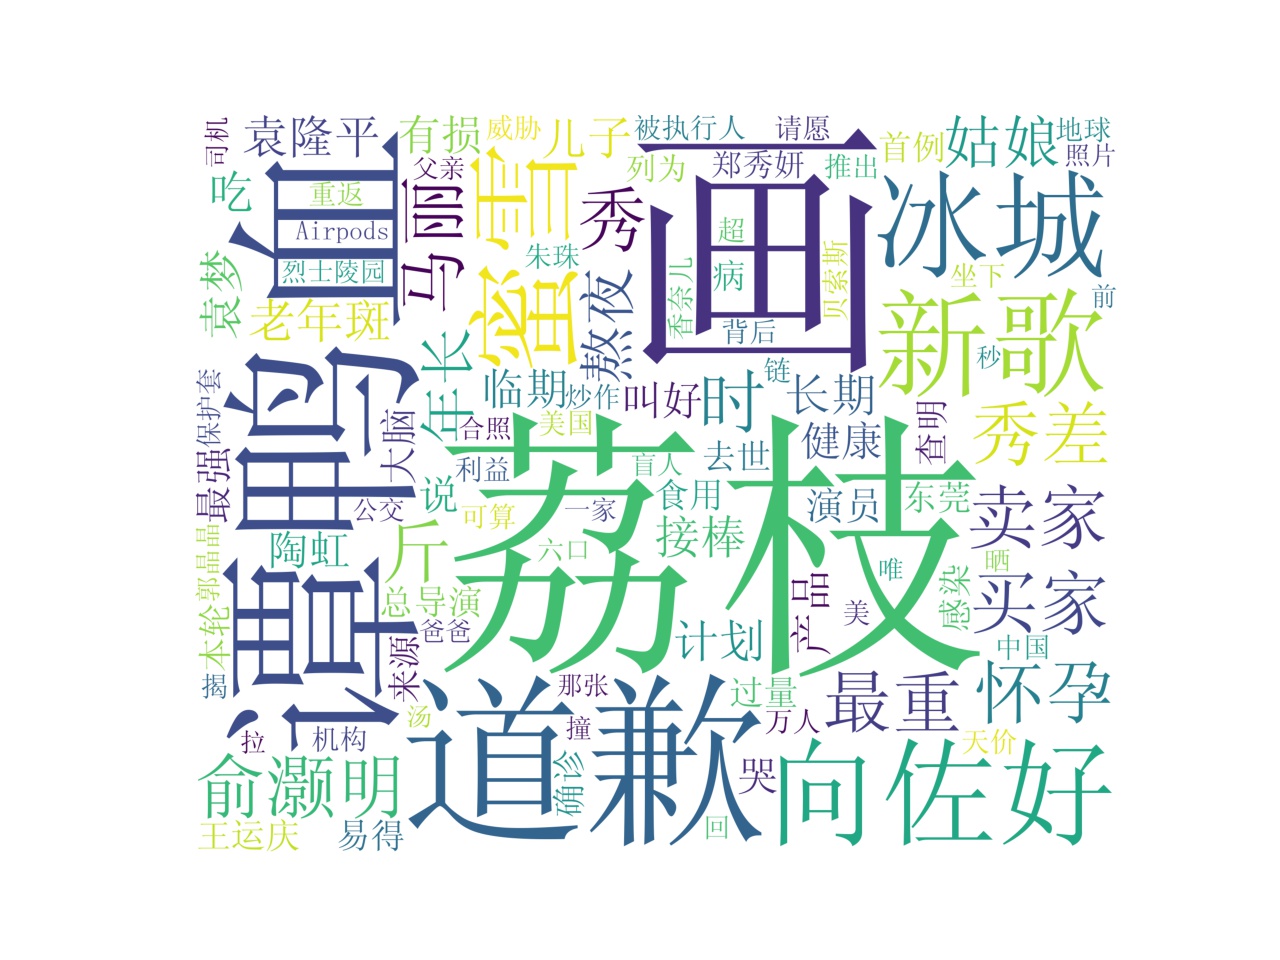 司机
袁隆平
有损
威胁
儿子
被执行人
请愿
首例
姑娘
地球
照片
吃
重返
父亲
列为
郑秀妍
推出
Airpods
马丽
蜜雪
秀
画
超
冰城
袁梦
烈士陵园
血
朱珠
病
贝索斯
坐下
前
老年斑
熬夜
香奈儿
背后
新歌
秒
年长
临期
炒作
叫好
时
链
长期
秀差
最强
保护套
谭鸭
大脑
合照
美国
荔枝
健康
查明
利益
盲人
去世
说
食用
演员
东莞
卖家
公交
可算
一家
斤
接棒
陶虹
六口
唯
晒
郭晶晶
总导演
产品
感染
买家
美
本轮
爸爸
计划
中国
来源
揭
那张
过量
最重
怀孕
汤
道歉
撞
万人
拉
机构
天价
俞灏明
确诊
哭
向佐好
王运庆
易得
回